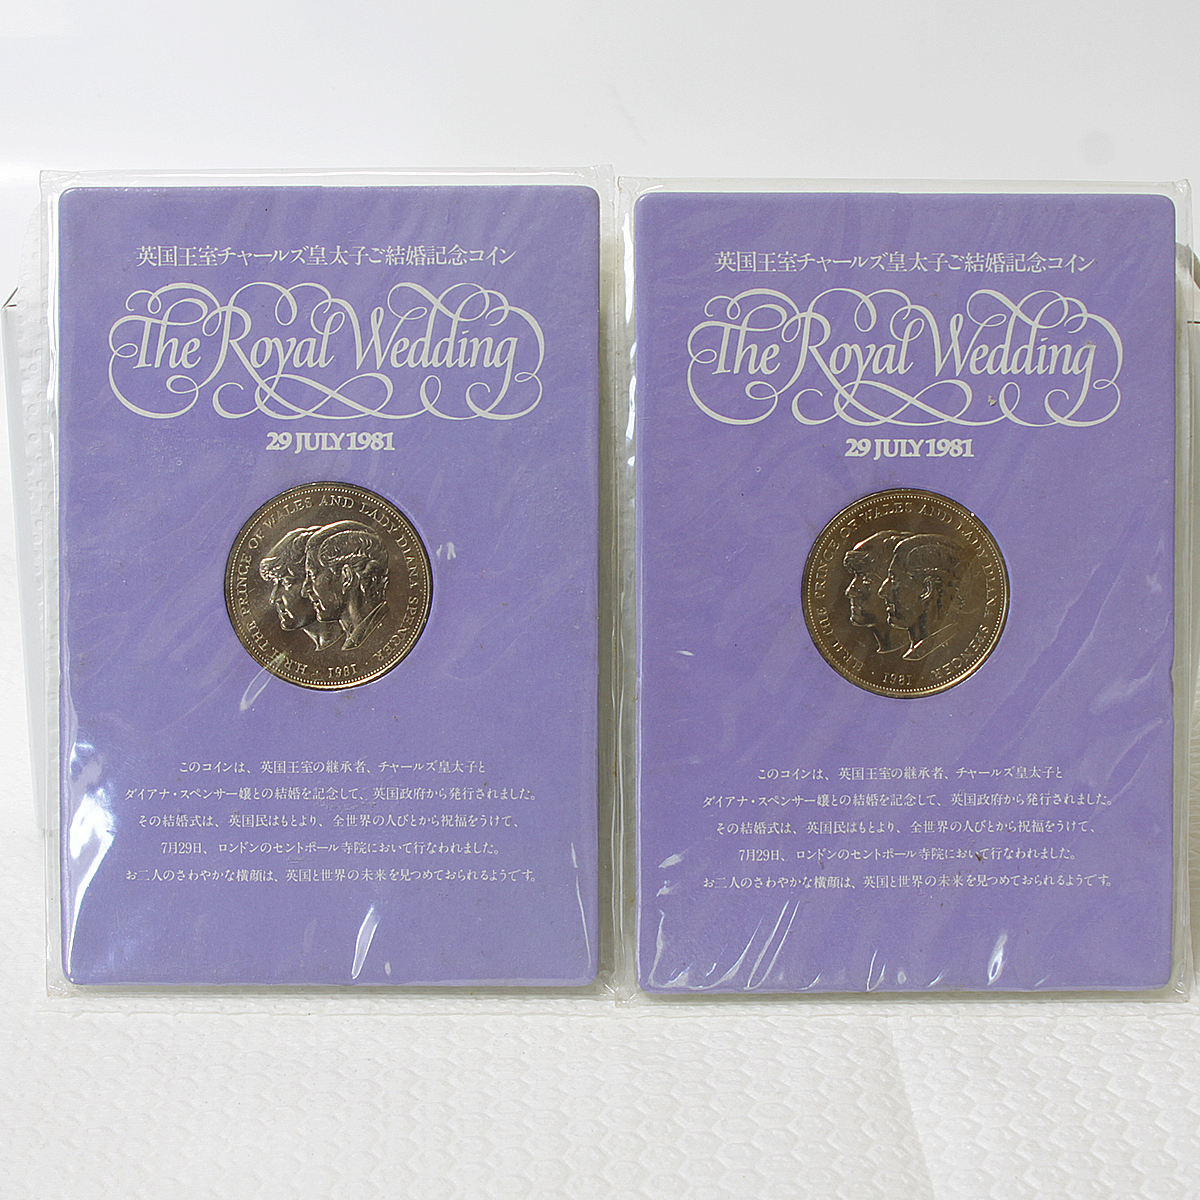 英国王室チャールズ皇太子ご結婚記念コイン
The Royal Wedding
29 JULY 1981
H.R.H. THE PRINCE OF WALES AND LADY DIANA SPENCER
· 1981 ·
このコインは、英国王室の継承者、チャールズ皇太子と
ダイアナ・スペンサー嬢との結婚を記念して、英国政府から発行されました。
その結婚式は、英国民はもとより、全世界の人びとから祝福をうけて、
7月29日、ロンドンのセントポール寺院において行なわれました。
お二人のさわやかな横顔は、英国と世界の未来を見つめておられるようです。
英国王室チャールズ皇太子ご結婚記念コイン
The Royal Wedding
29 JULY 1981
H.R.H. THE PRINCE OF WALES AND LADY DIANA SPENCER
· 1981 ·
このコインは、英国王室の継承者、チャールズ皇太子と
ダイアナ・スペンサー嬢との結婚を記念して、英国政府から発行されました。
その結婚式は、英国民はもとより、全世界の人びとから祝福をうけて、
7月29日、ロンドンのセントポール寺院において行なわれました。
お二人のさわやかな横顔は、英国と世界の未来を見つめておられるようです。